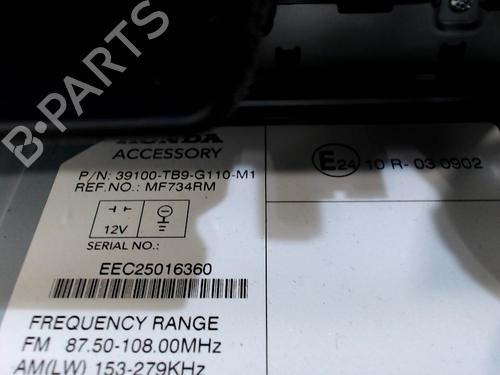 B-PARTS
HONDA
ACCESSORY
P/N: 39100-TB9-G110-M1
REF.NO.: MF734RM
12V
SERIAL NO.:
EEC25016360
FREQUENCY RANGE
FM 87.50-108.00MHz
AM(LW) 153-279KHz
E24 10 R-03 0902